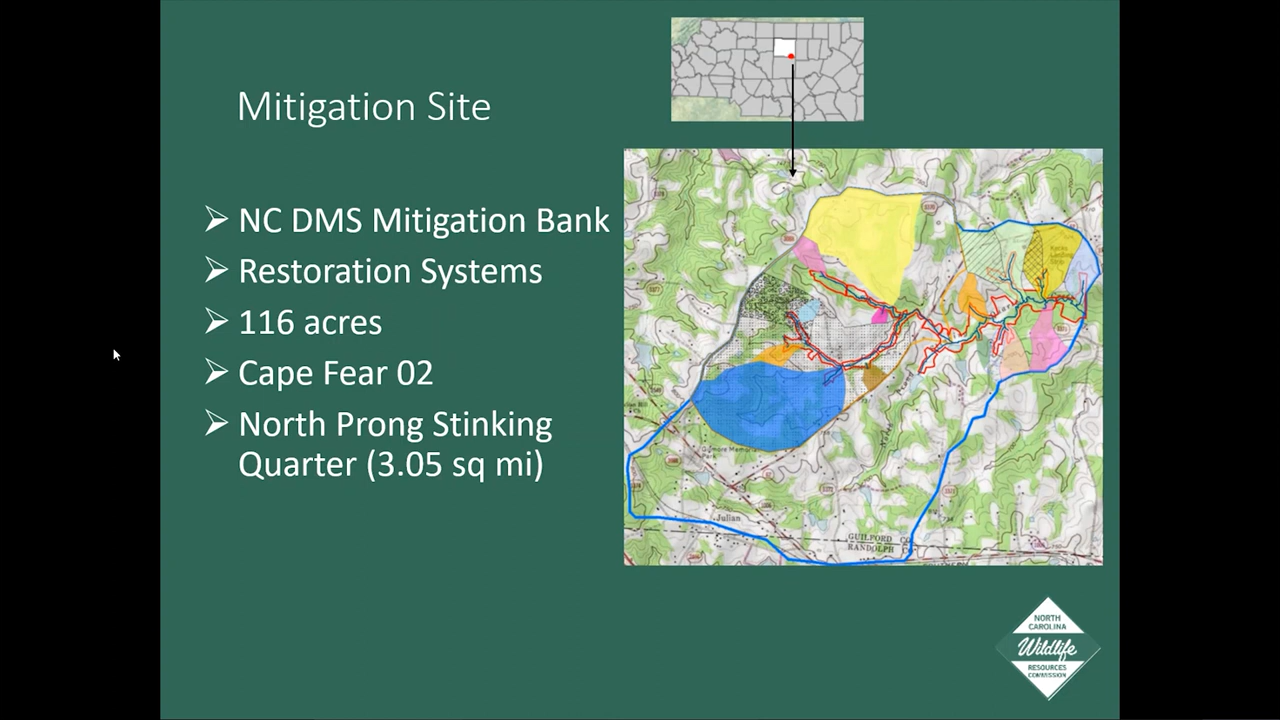 Mitigation Site
NC DMS Mitigation Bank
Restoration Systems
116 acres
Cape Fear 02
North Prong Stinking
Quarter (3.05 sq mi)
Julian
GUILFORD CO
RANDOLPH C
NORTH
CAROLINA
Wildlife
RESOURCES
COMMISSION